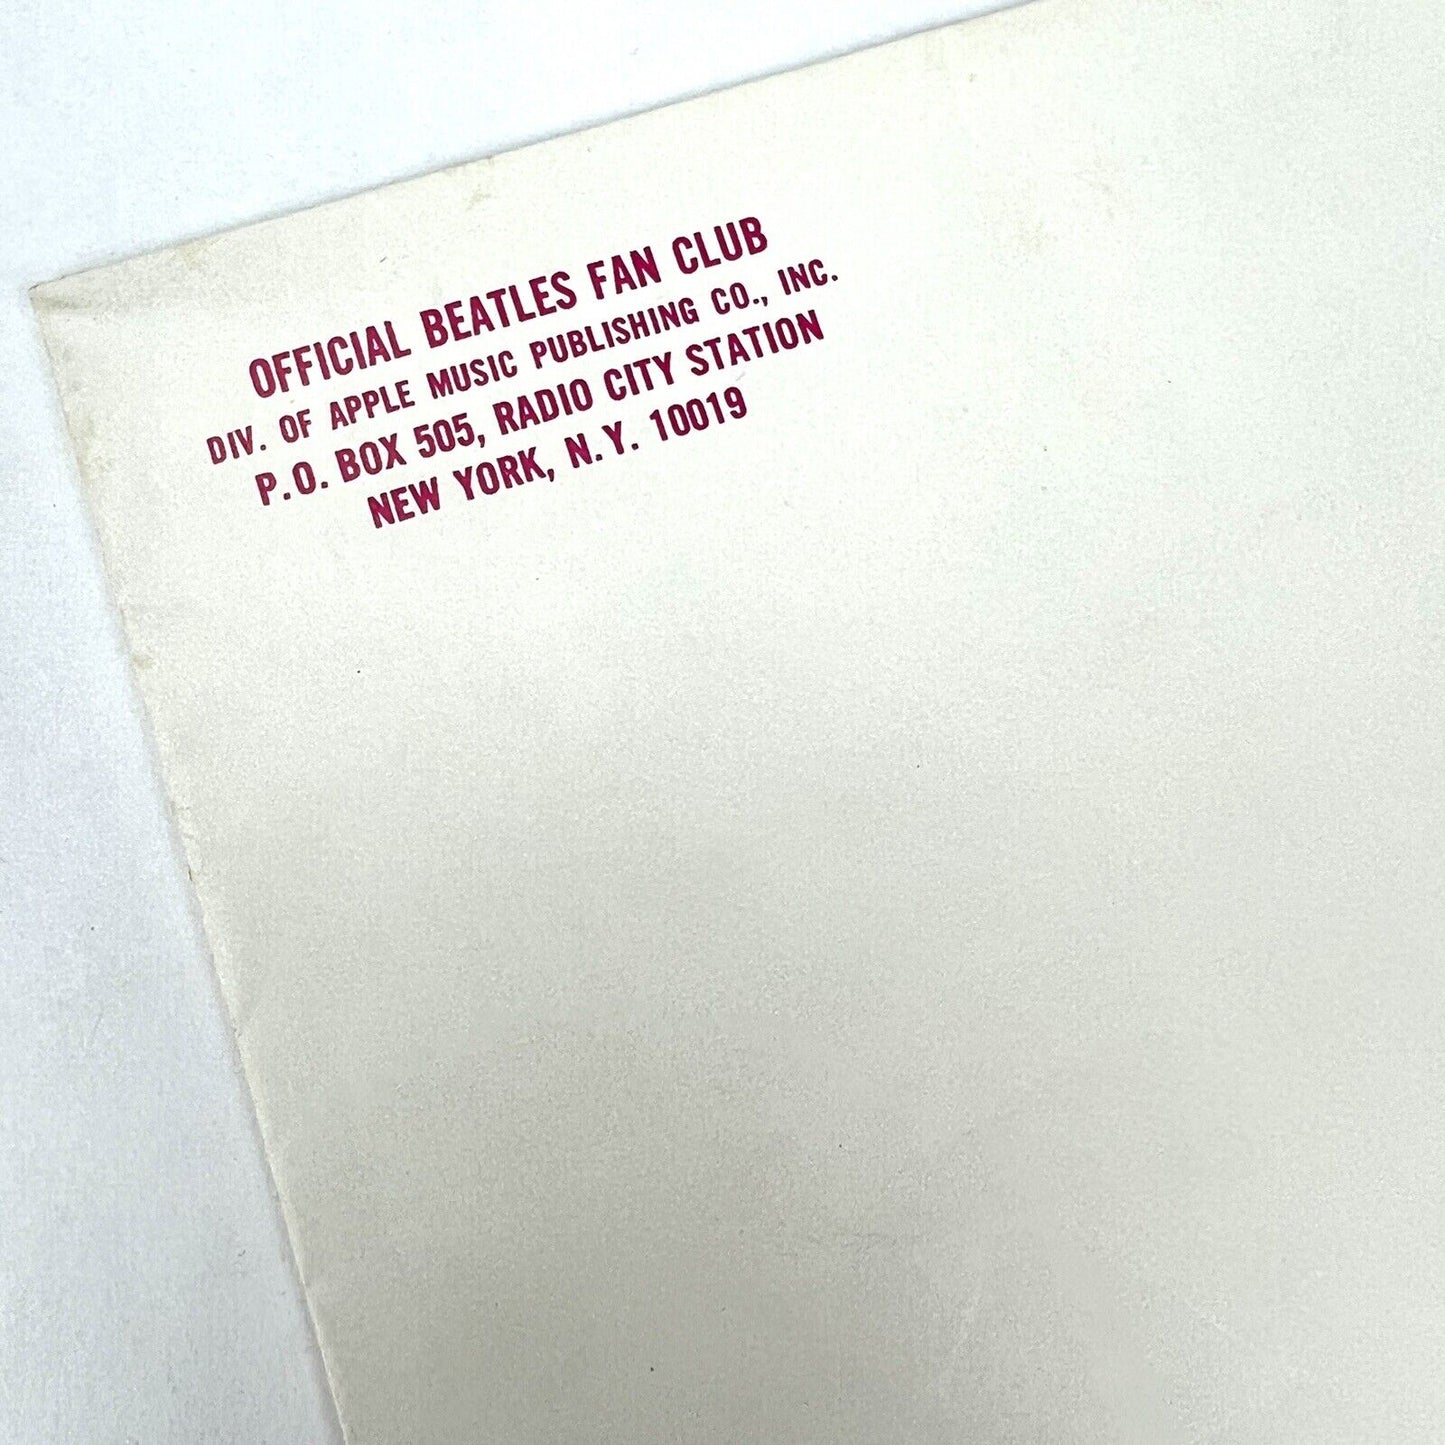 OFFICIAL BEATLES FAN CLUB
DIV. OF APPLE MUSIC PUBLISHING CO., INC.
P.O. BOX 505, RADIO CITY STATION
NEW YORK, N.Y. 10019